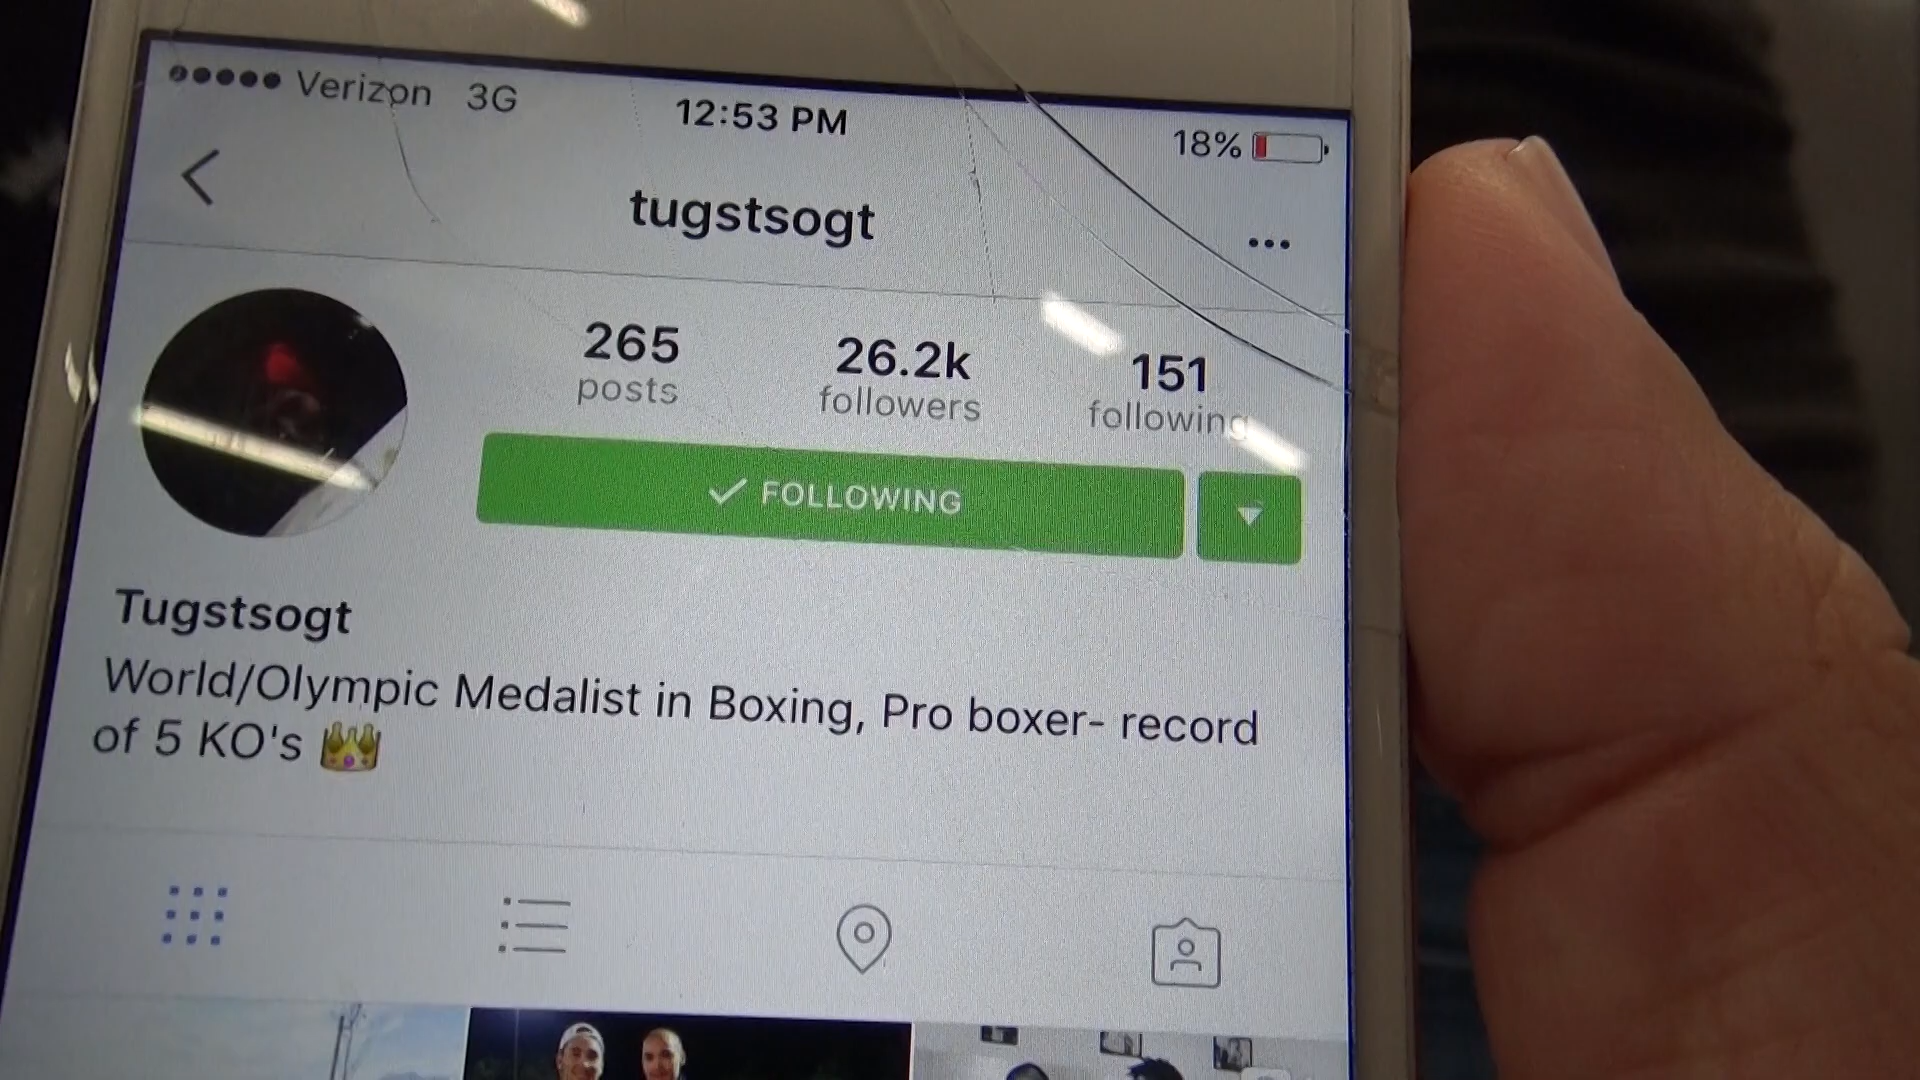 Verizon 3G 12:53 PM 18%
tugstsogt
265 26.2k 151
posts followers following
FOLLOWING
Tugstsogt
World/Olympic Medalist in Boxing, Pro boxer- record
of 5 KO's 👑